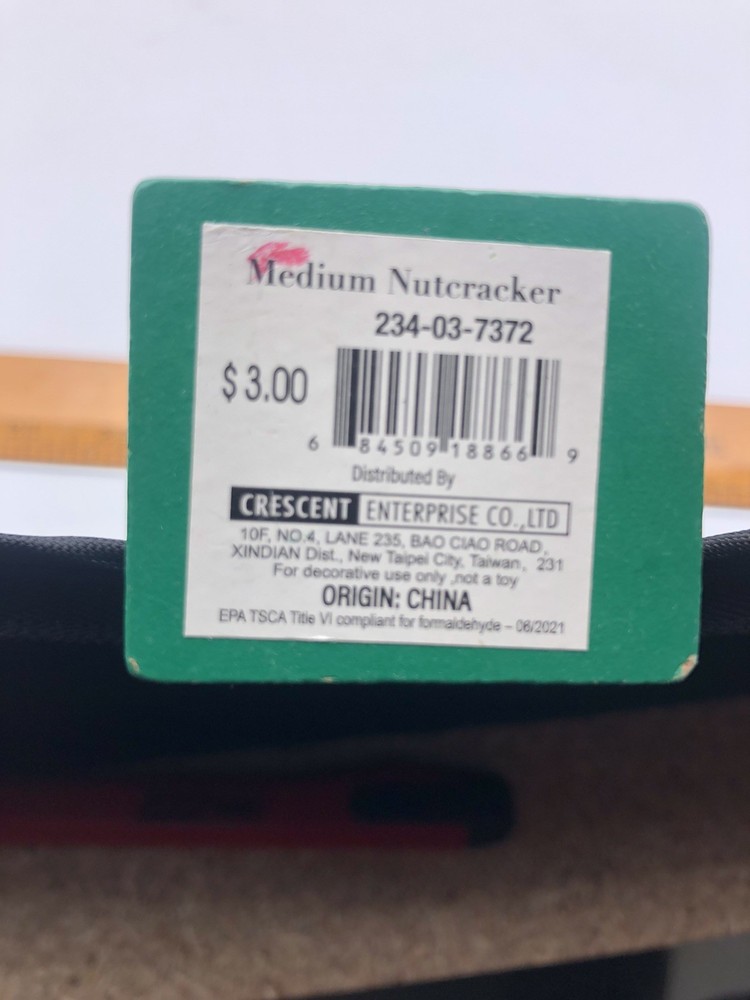 Medium Nutcracker
234-03-7372
$3.00
6 84509 18866 9
Distributed By
CRESCENT ENTERPRISE CO.,LTD
10F, NO.4, LANE 235, BAO CIAO ROAD,
XINDIAN Dist., New Taipei City, Taiwan, 231
For decorative use only ,not a toy
ORIGIN: CHINA
EPA TSCA Title VI compliant for formaldehyde – 06/2021